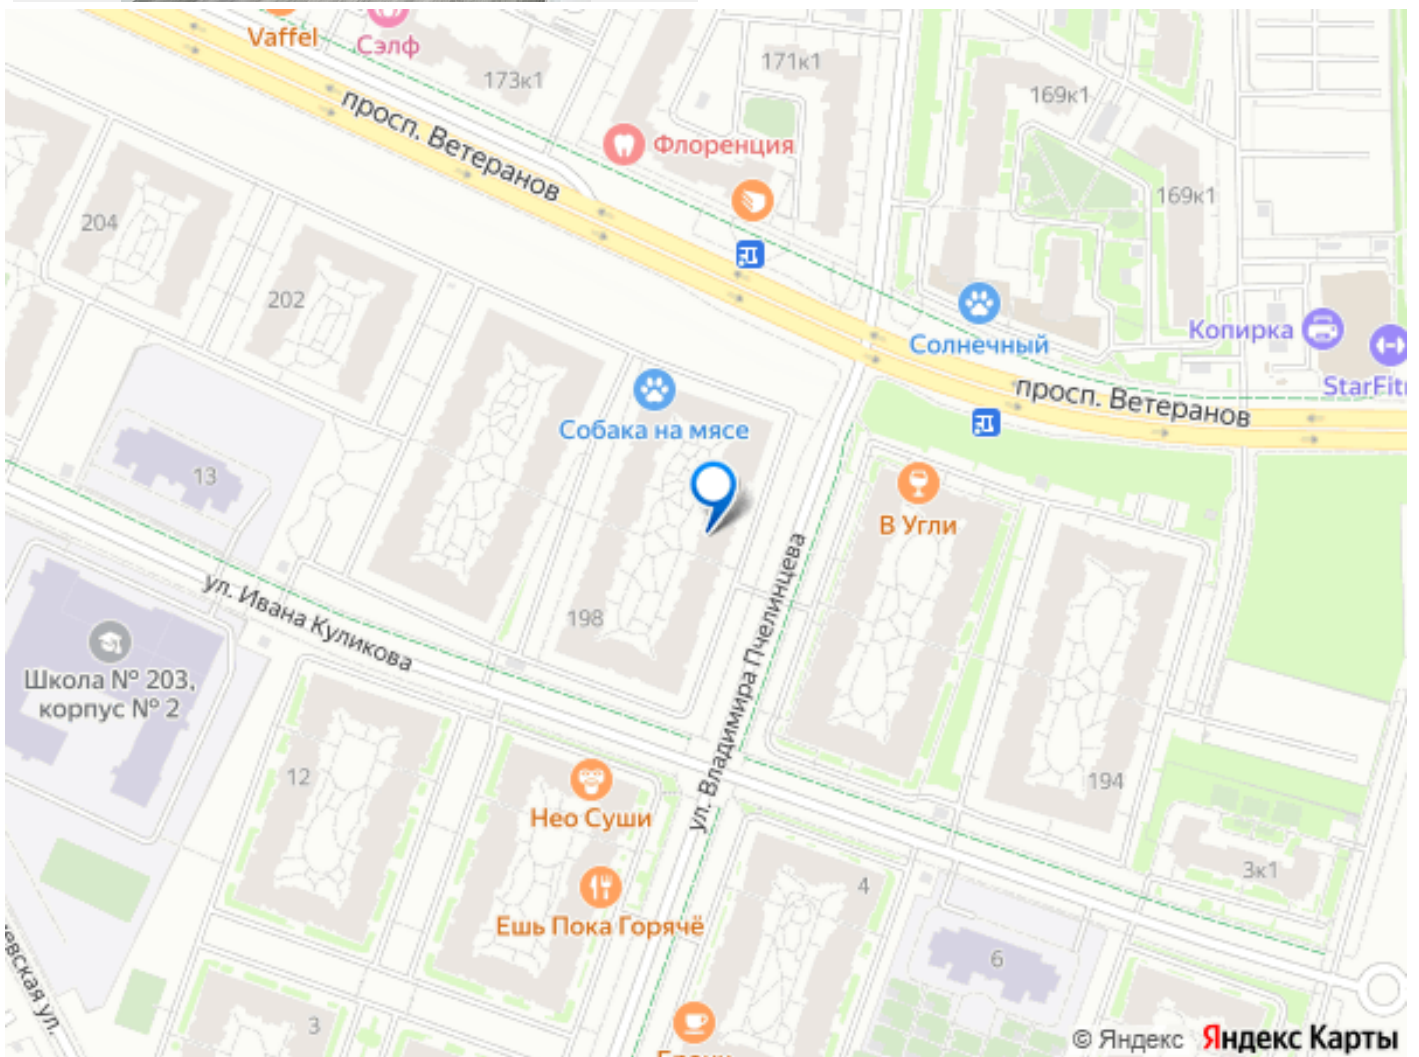 Vaffel
Сэлф
173к1
171к1
169к1
просп. Ветеранов
Флоренция
169к1
204
202
Солнечный
Копирка
просп. Ветеранов
Собака на мясе
13
В Угли
ул. Ивана Куликова
198
ул. Владимира Пчелинцева
Школа № 203,
корпус № 2
12
194
Нео Суши
3к1
4
Ешь Пока Горячё
6
3
© Яндекс Яндекс Карты